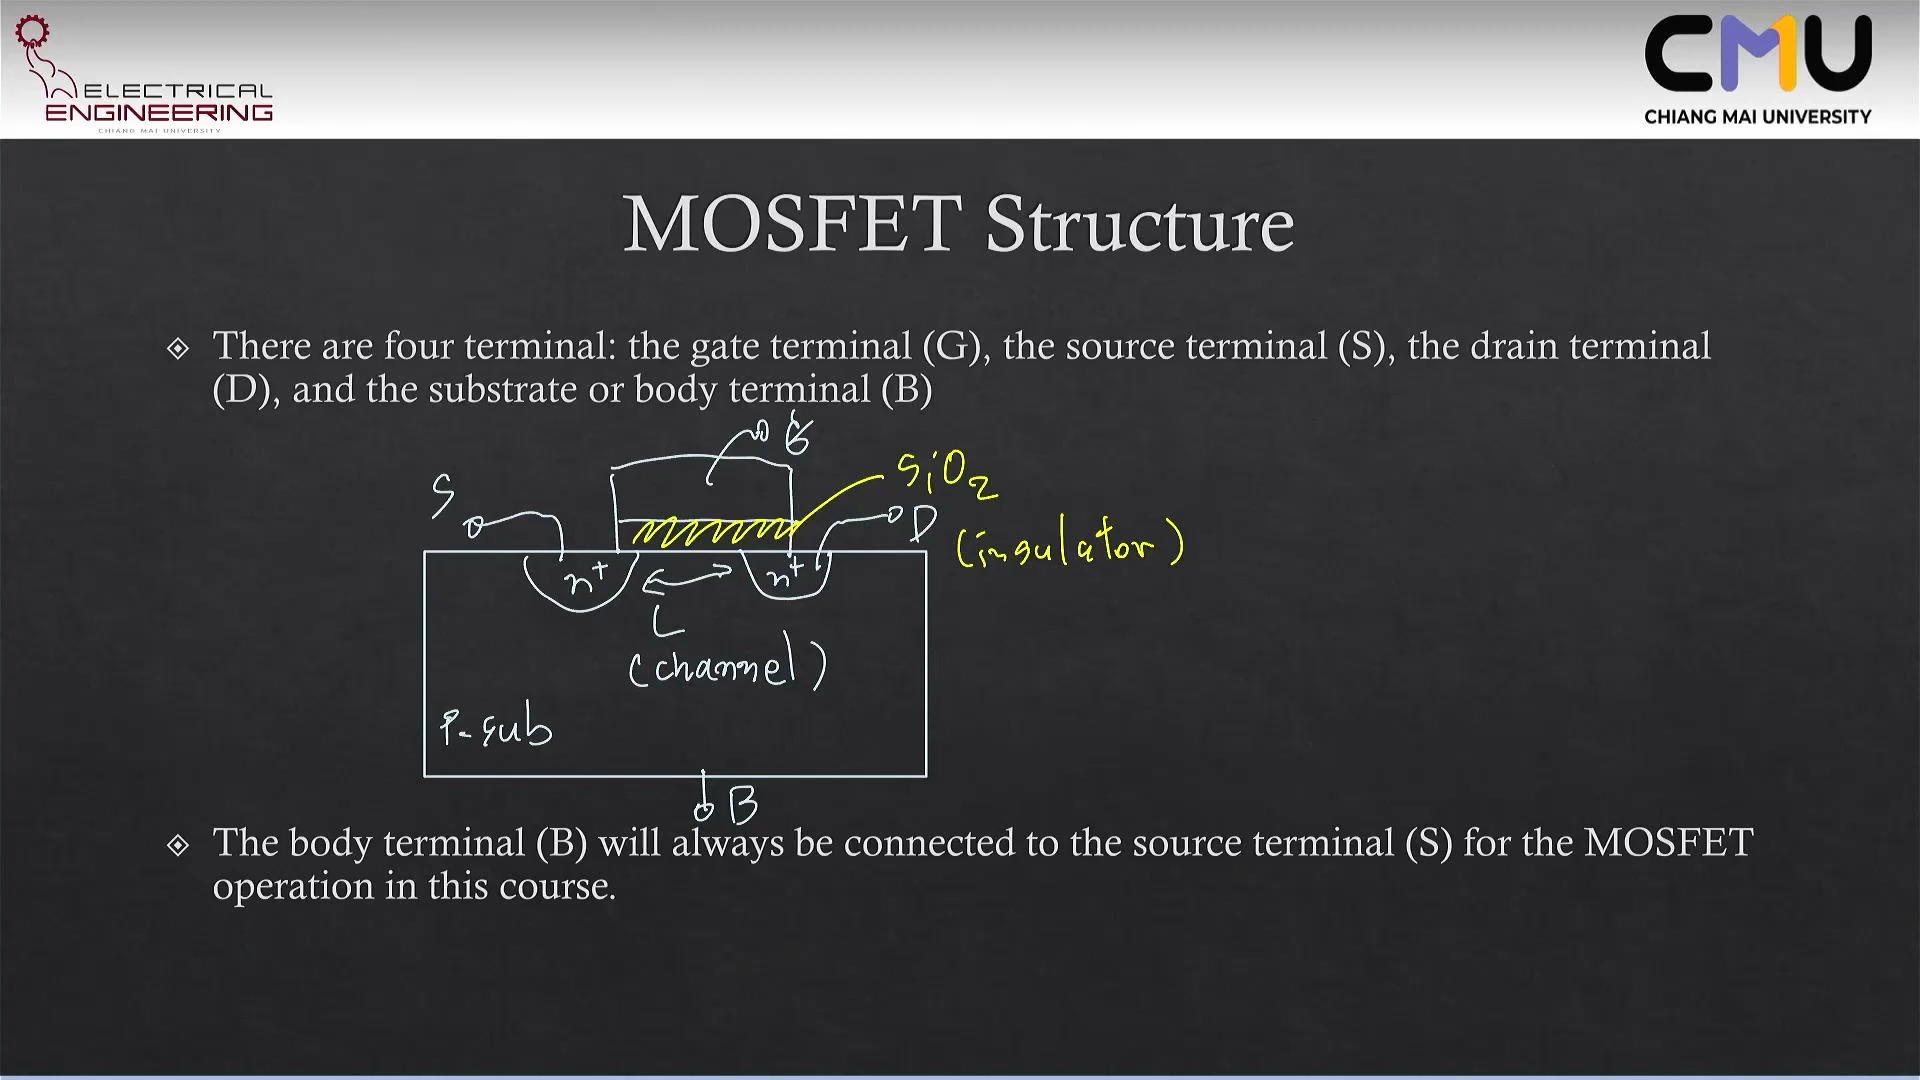 ELECTRICAL
ENGINEERING
CHIANG MAI UNIVERSITY
CMU
CHIANG MAI UNIVERSITY
MOSFET Structure
There are four terminal: the gate terminal (G), the source terminal (S), the drain terminal
(D), and the substrate or body terminal (B)
G
S
SiO2
D
(insulator)
n+
n+
L
(channel)
P-sub
B
The body terminal (B) will always be connected to the source terminal (S) for the MOSFET
operation in this course.